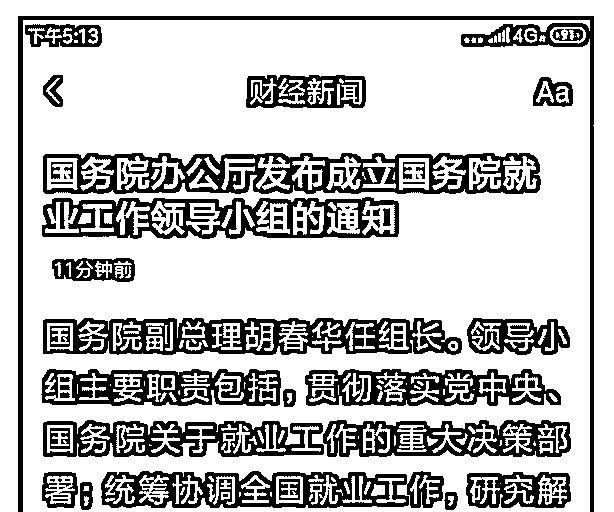 下午5:13
4G
财经新闻
Aa
国务院办公厅发布成立国务院就
业工作领导小组的通知
11分钟前
国务院副总理胡春华任组长。领导小
组主要职责包括，贯彻落实党中央、
国务院关于就业工作的重大决策部
署；统筹协调全国就业工作，研究解